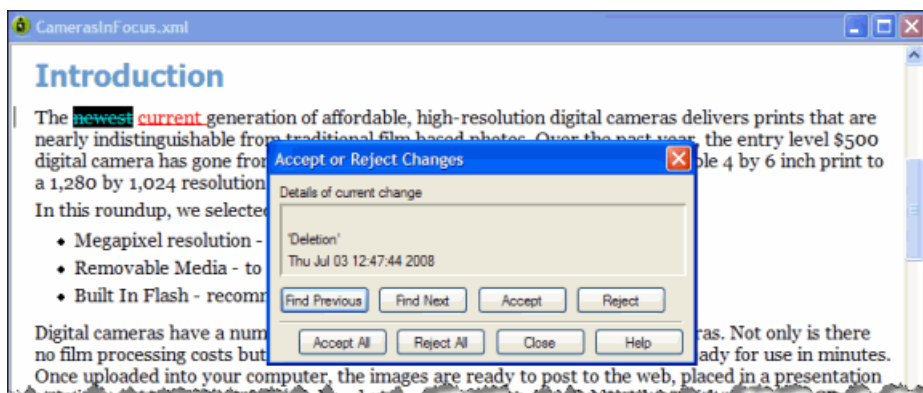 CamerasInFocus.xml
Introduction
The newest current generation of affordable, high-resolution digital cameras delivers prints that are
nearly indistinguishable from traditional film based photos. Over the past year, the entry level $500
digital camera has gone from ble 4 by 6 inch print to
a 1,280 by 1,024 resolution
In this roundup, we selected
• Megapixel resolution -
• Removable Media - to
• Built In Flash - recomm
Digital cameras have a num ras. Not only is there
no film processing costs but ady for use in minutes.
Once uploaded into your computer, the images are ready to post to the web, placed in a presentation
Accept or Reject Changes
Details of current change
'Deletion'
Thu Jul 03 12:47:44 2008
Find Previous Find Next Accept Reject
Accept All Reject All Close Help